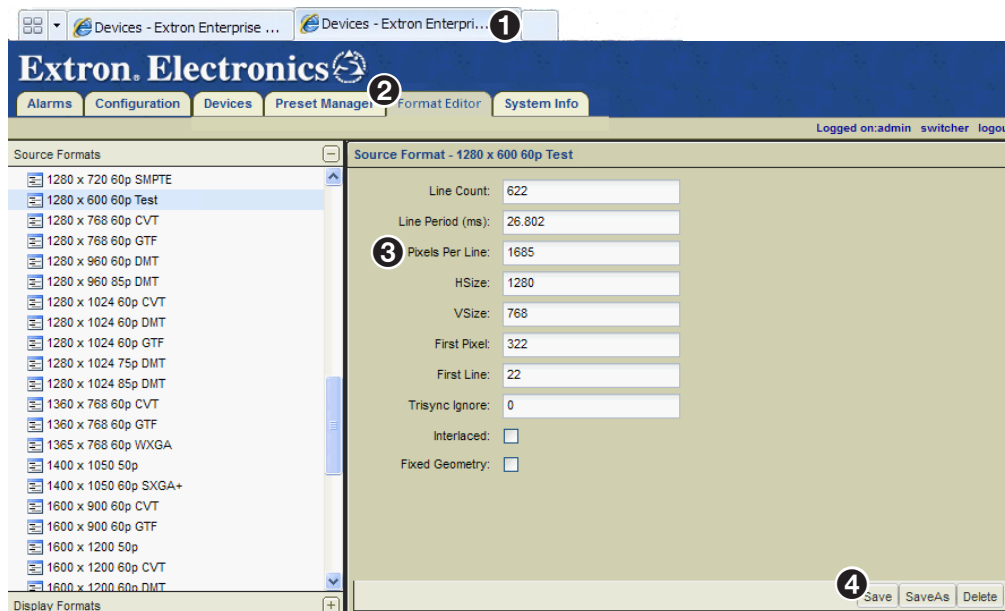 Devices - Extron Enterprise ...
Devices - Extron Enterpri...
1
Extron. Electronics
Alarms
Configuration
Devices
Preset Manager
2
Format Editor
System Info
Logged on:admin switcher logou
Source Formats
1280 x 720 60p SMPTE
1280 x 600 60p Test
1280 x 768 60p CVT
1280 x 768 60p GTF
1280 x 960 60p DMT
1280 x 960 85p DMT
1280 x 1024 60p CVT
1280 x 1024 60p DMT
1280 x 1024 60p GTF
1280 x 1024 75p DMT
1280 x 1024 85p DMT
1360 x 768 60p CVT
1360 x 768 60p GTF
1365 x 768 60p WXGA
1400 x 1050 50p
1400 x 1050 60p SXGA+
1600 x 900 60p CVT
1600 x 900 60p GTF
1600 x 1200 50p
1600 x 1200 60p CVT
1600 x 1200 60p DMT
Display Formats
Source Format - 1280 x 600 60p Test
Line Count: 622
Line Period (ms): 26.802
3 Pixels Per Line: 1685
HSize: 1280
VSize: 768
First Pixel: 322
First Line: 22
Trisync Ignore: 0
Interlaced:
Fixed Geometry:
4
Save
SaveAs
Delete